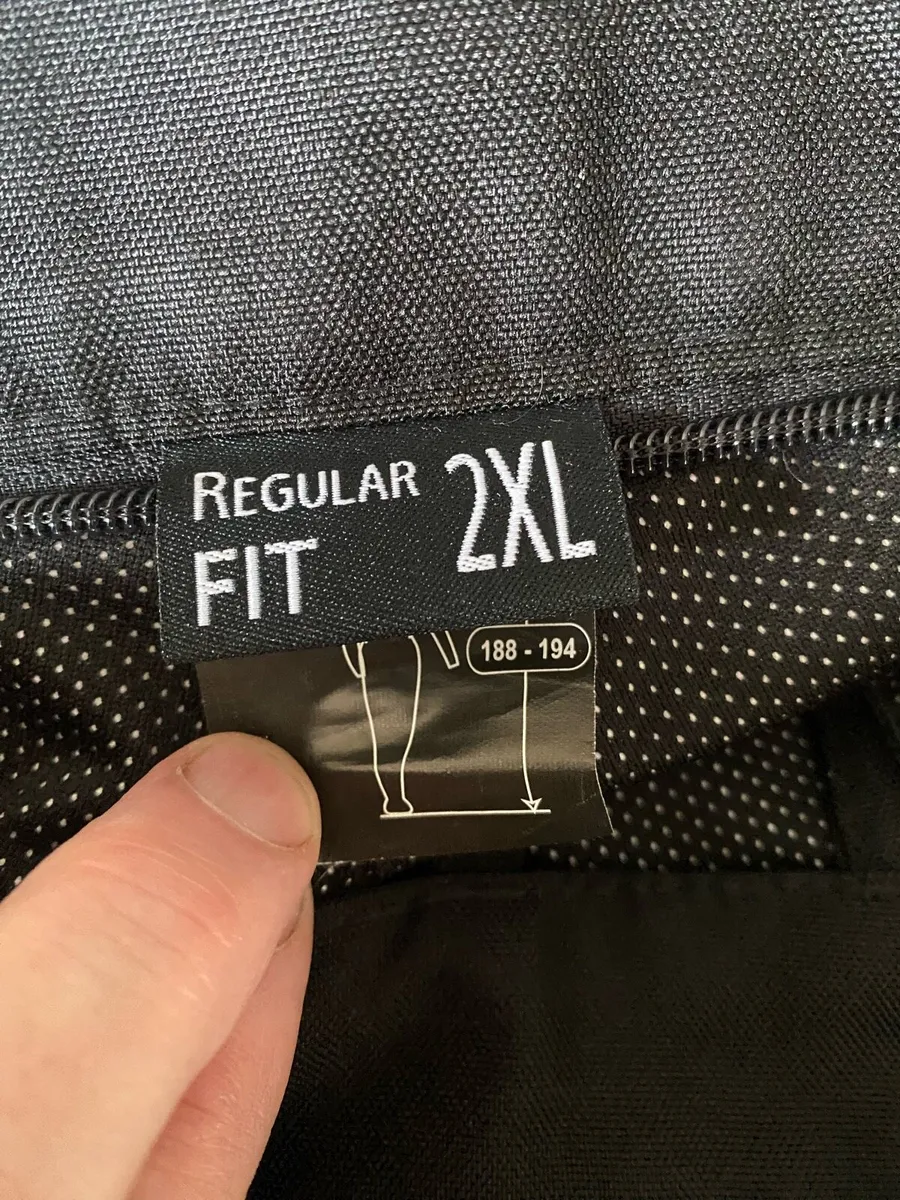 REGULAR 2XL
FIT
188 - 194